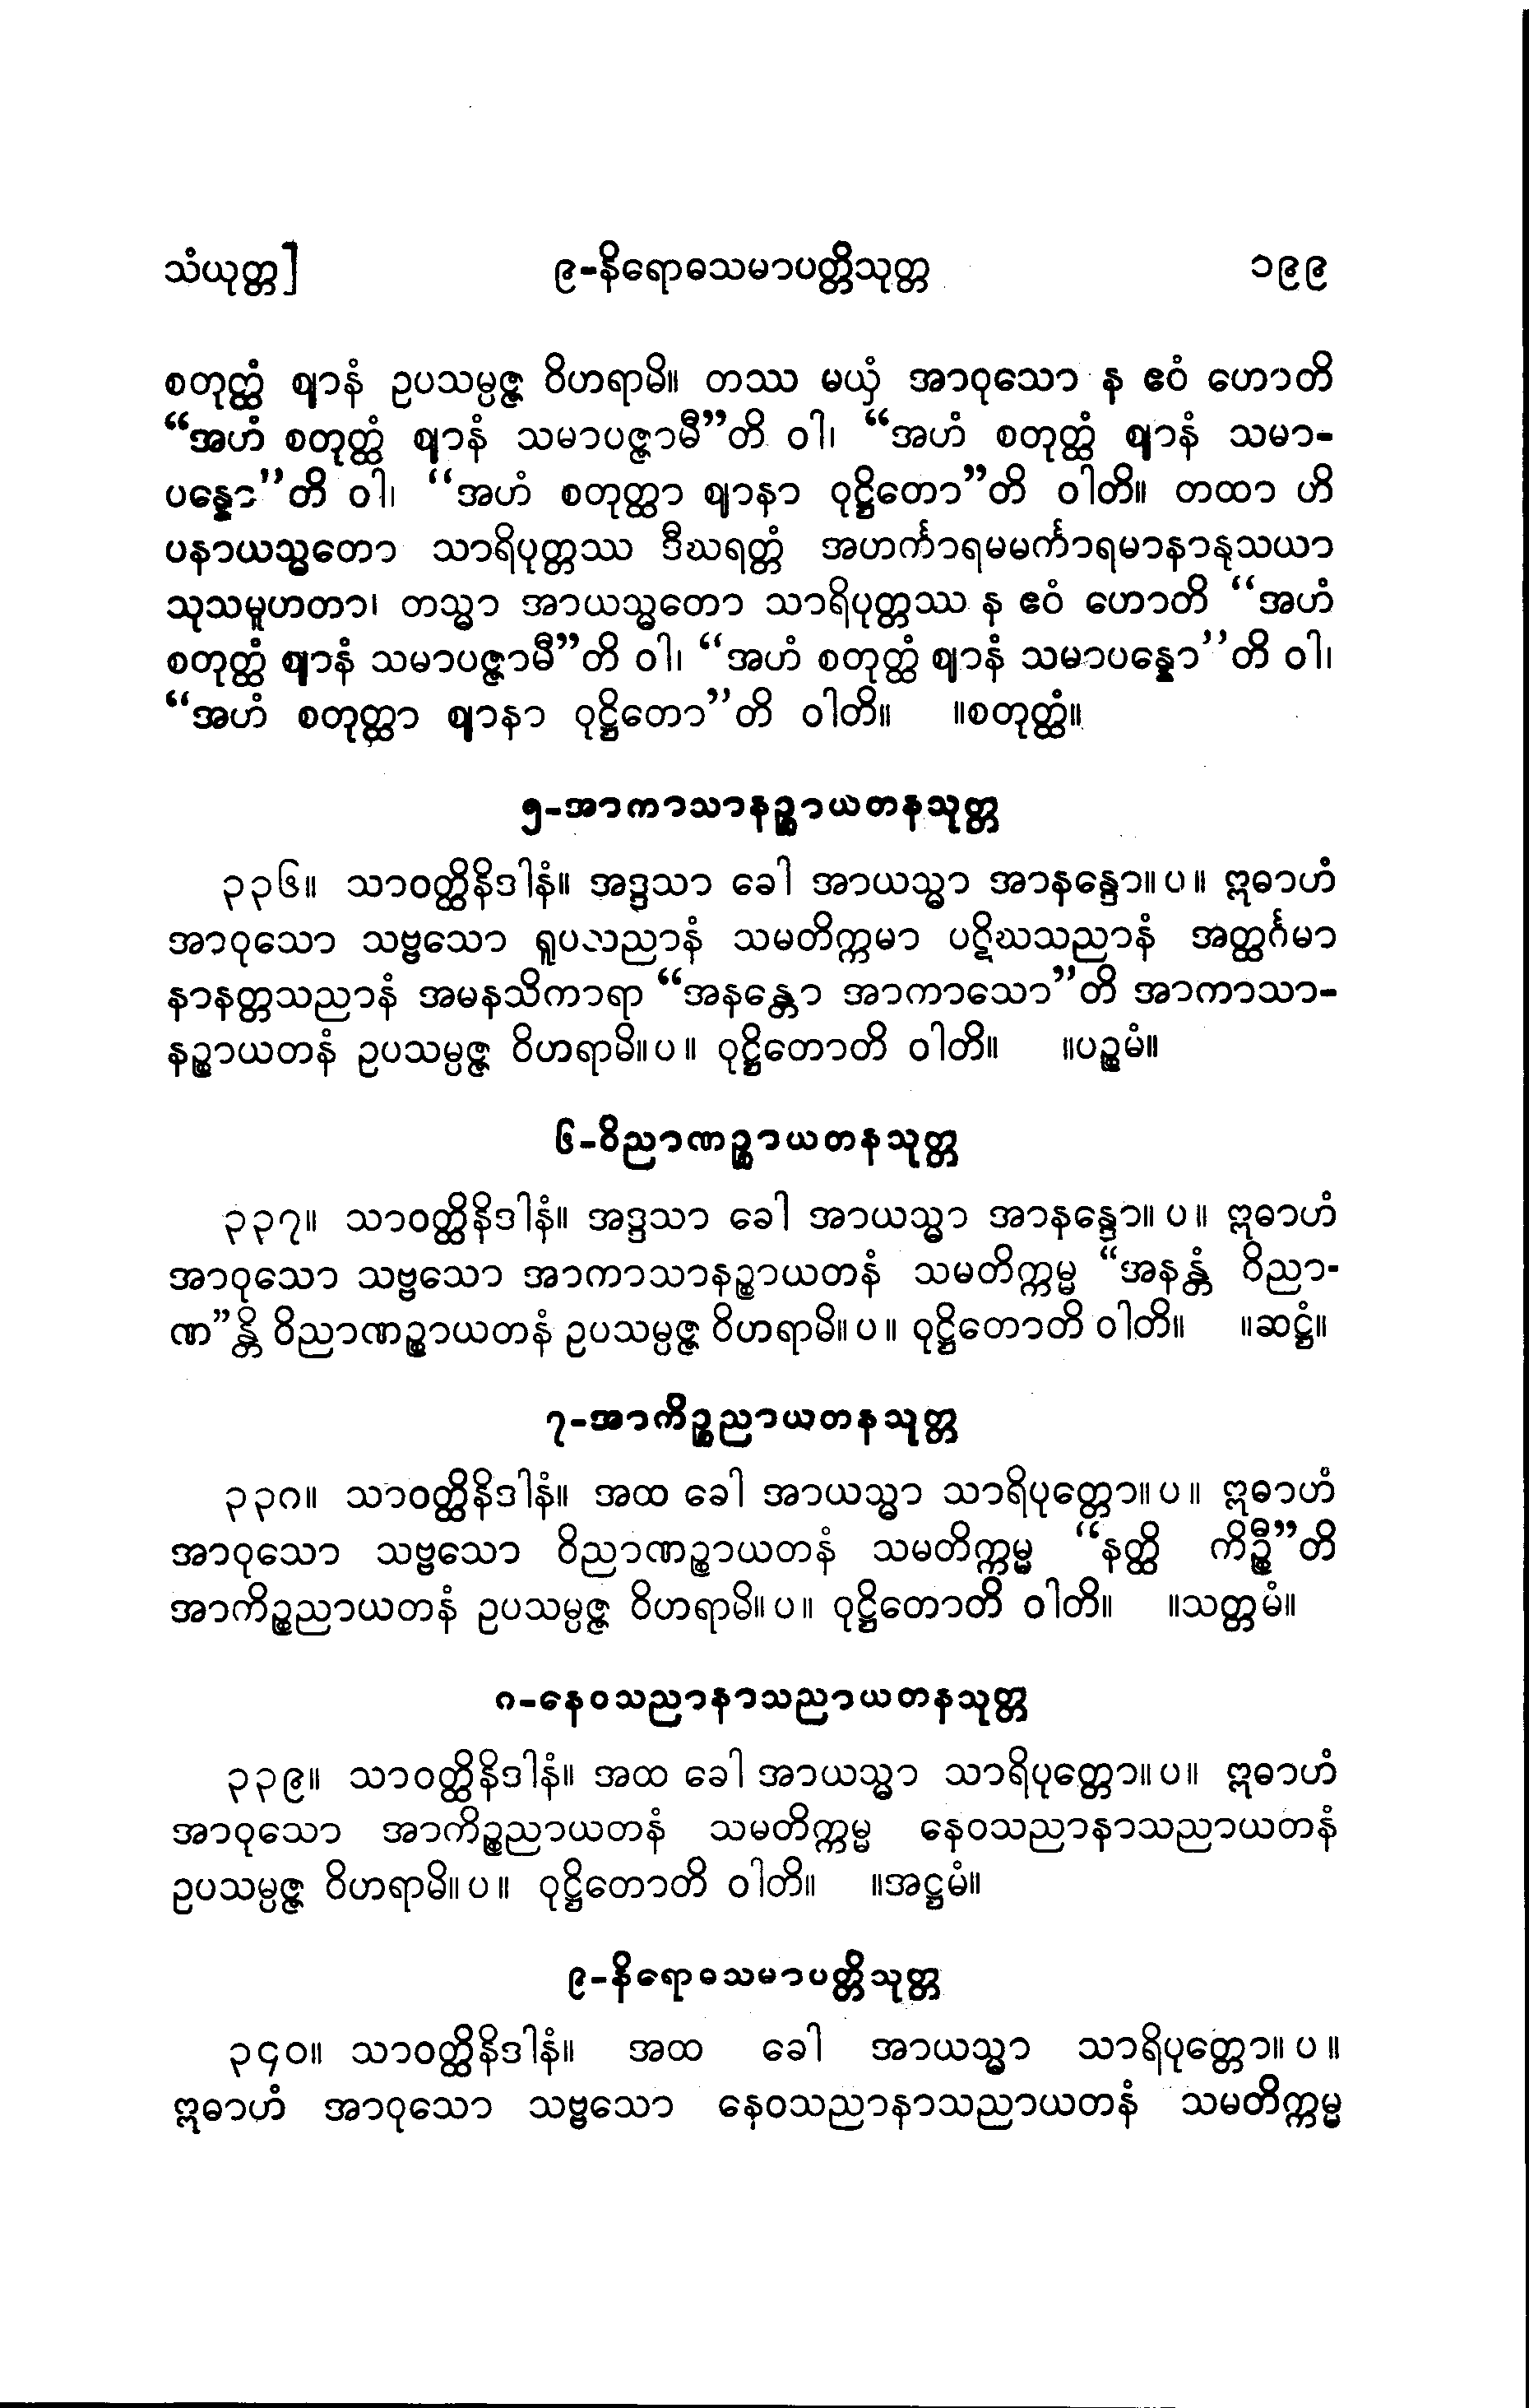 သံယုတ္တ] ၉-နိရောဓသမာပတ္တိသုတ္တ ၁၉၉
စတုတ္ထံ ဈာနံ ဥပသမ္ပဇ္ဇ ဝိဟရာမိ။ တဿ မယှံ အာဝုသော န ဧဝံ ဟောတိ
“အဟံ စတုတ္ထံ ဈာနံ သမာပဇ္ဇာမီ”တိ ဝါ၊ “အဟံ စတုတ္ထံ ဈာနံ သမာ-
ပန္နော”တိ ဝါ၊ “အဟံ စတုတ္ထာ ဈာနာ ဝုဋ္ဌိတော”တိ ဝါတိ။ တထာ ဟိ
ပနာယသ္မတော သာရိပုတ္တဿ ဒီဃရတ္တံ အဟင်္ကာရမမင်္ကာရမာနာနုသယာ
သုသမူဟတာ၊ တသ္မာ အာယသ္မတော သာရိပုတ္တဿ န ဧဝံ ဟောတိ “အဟံ
စတုတ္ထံ ဈာနံ သမာပဇ္ဇာမီ”တိ ဝါ၊ “အဟံ စတုတ္ထံ ဈာနံ သမာပန္နော”တိ ဝါ၊
“အဟံ စတုတ္ထာ ဈာနာ ဝုဋ္ဌိတော”တိ ဝါတိ။ ။စတုတ္ထံ။
၅-အာကာသာနဉ္စာယတနသုတ္တ
၃၃၆။ သာဝတ္ထိနိဒါနံ။ အဒ္ဒသာ ခေါ အာယသ္မာ အာနန္ဒော။ပ။ ဣဓာဟံ
အာဝုသော သဗ္ဗသော ရူပသညာနံ သမတိက္ကမာ ပဋိဃသညာနံ အတ္ထင်္ဂမာ
နာနတ္တသညာနံ အမနသိကာရာ “အနန္တော အာကာသော”တိ အာကာသာ-
နဉ္စာယတနံ ဥပသမ္ပဇ္ဇ ဝိဟရာမိ။ပ။ ဝုဋ္ဌိတောတိ ဝါတိ။ ။ပဉ္စမံ။
၆-ဝိညာဏဉ္စာယတနသုတ္တ
၃၃၇။ သာဝတ္ထိနိဒါနံ။ အဒ္ဒသာ ခေါ အာယသ္မာ အာနန္ဒော။ပ။ ဣဓာဟံ
အာဝုသော သဗ္ဗသော အာကာသာနဉ္စာယတနံ သမတိက္ကမ္မ “အနန္တံ ဝိညာ-
ဏ”န္တိ ဝိညာဏဉ္စာယတနံ ဥပသမ္ပဇ္ဇ ဝိဟရာမိ။ပ။ ဝုဋ္ဌိတောတိ ဝါတိ။ ။ဆဋ္ဌံ။
၇-အာကိဉ္စညာယတနသုတ္တ
၃၃၈။ သာဝတ္ထိနိဒါနံ။ အထ ခေါ အာယသ္မာ သာရိပုတ္တော။ပ။ ဣဓာဟံ
အာဝုသော သဗ္ဗသော ဝိညာဏဉ္စာယတနံ သမတိက္ကမ္မ “နတ္ထိ ကိဉ္စီ”တိ
အာကိဉ္စညာယတနံ ဥပသမ္ပဇ္ဇ ဝိဟရာမိ။ပ။ ဝုဋ္ဌိတောတိ ဝါတိ။ ။သတ္တမံ။
၈-နေဝသညာနာသညာယတနသုတ္တ
၃၃၉။ သာဝတ္ထိနိဒါနံ။ အထ ခေါ အာယသ္မာ သာရိပုတ္တော။ပ။ ဣဓာဟံ
အာဝုသော အာကိဉ္စညာယတနံ သမတိက္ကမ္မ နေဝသညာနာသညာယတနံ
ဥပသမ္ပဇ္ဇ ဝိဟရာမိ။ပ။ ဝုဋ္ဌိတောတိ ဝါတိ။ ။အဋ္ဌမံ။
၉-နိရောဓသမာပတ္တိသုတ္တ
၃၄၀။ သာဝတ္ထိနိဒါနံ။ အထ ခေါ အာယသ္မာ သာရိပုတ္တော။ပ။
ဣဓာဟံ အာဝုသော သဗ္ဗသော နေဝသညာနာသညာယတနံ သမတိက္ကမ္မ